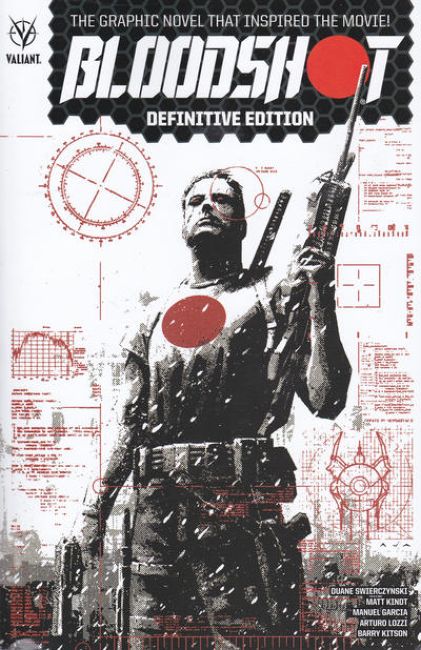 THE GRAPHIC NOVEL THAT INSPIRED THE MOVIE!
VALIANT.
BLOODSHOT
DEFINITIVE EDITION
DUANE SWIERCZYNSKI
MATT KINDT
MANUEL GARCIA
ARTURO LOZZI
BARRY KITSON